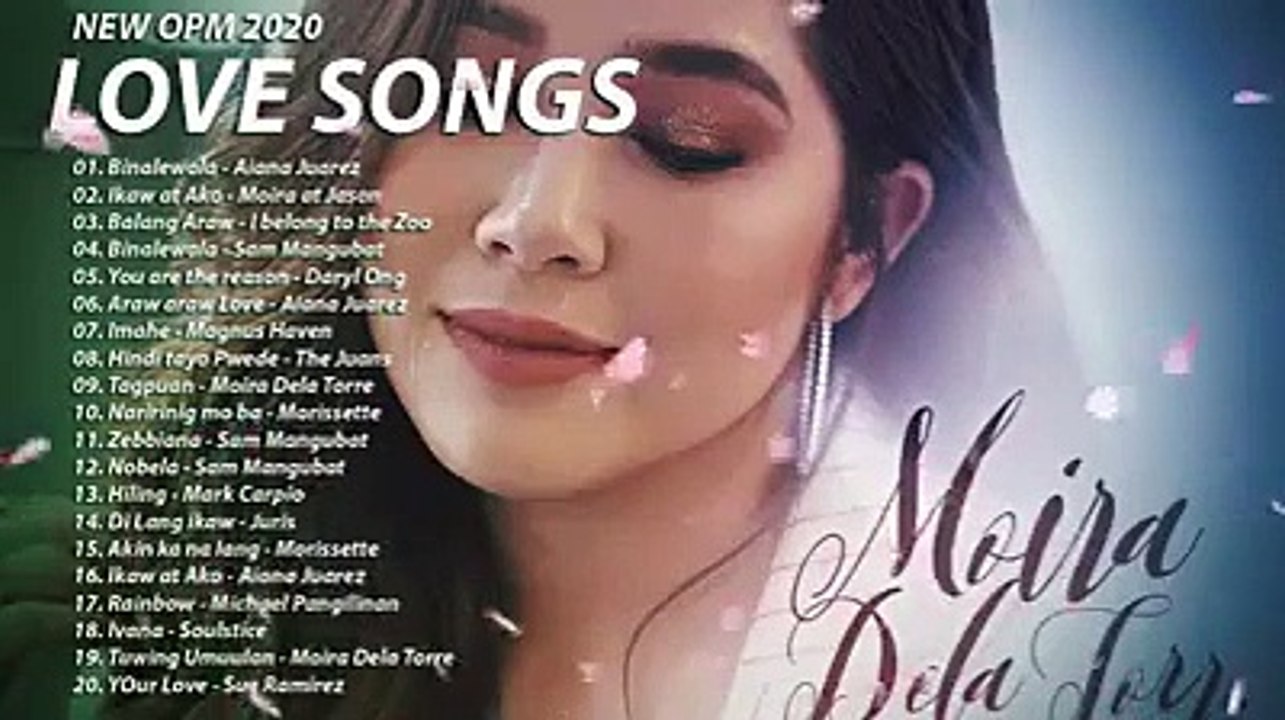 NEW OPM 2020
LOVE SONGS
01. Binalewala - Aiana Juarez
02. Ikaw at Ako - Moira at Jason
03. Balang Araw - I belong to the Zoo
04. Binalewala - Sam Mangubat
05. You are the reason - Daryl Ong
06. Araw araw Love - Aiana Juarez
07. Imahe - Magnus Haven
08. Hindi tayo Pwede - The Juans
09. Tagpuan - Moira Dela Torre
10. Naririnig mo ba - Morissette
11. Zebbiana - Sam Mangubat
12. Nobela - Sam Mangubat
13. Hiling - Mark Carpio
14. Di Lang ikaw - Juris
15. Akin ka na lang - Morissette
16. Ikaw at Ako - Aiana Juarez
17. Rainbow - Michael Pangilinan
18. Ivana - Soulstice
19. Tuwing Umuulan - Moira Dela Torre
20. YOur Love - Sue Ramirez
Moira
Dela Torr